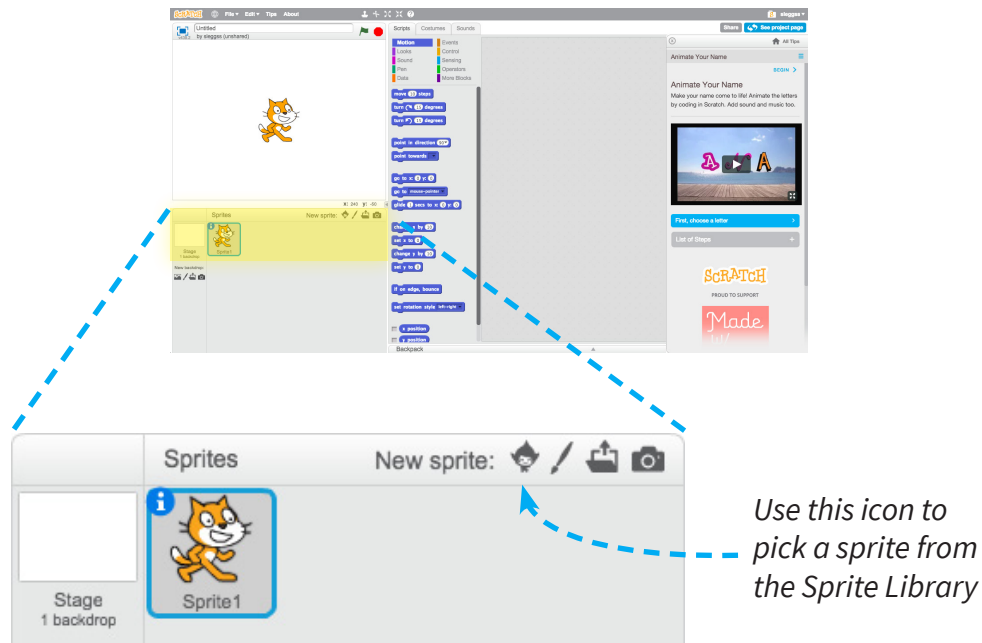 SCRATCH File Edit Tips About sleggas
Untitled
by sleggas (unshared)
Scripts Costumes Sounds
Share See project page
All Tips
Motion Events
Looks Control
Sound Sensing
Pen Operators
Data More Blocks
Animate Your Name
BEGIN
Animate Your Name
Make your name come to life! Animate the letters
by coding in Scratch. Add sound and music too.
move 10 steps
turn 15 degrees
turn 15 degrees
point in direction 90
point towards
go to x: 0 y: 0
go to mouse-pointer
glide 1 secs to x: 0 y: 0
change x by 10
set x to 0
change y by 10
set y to 0
if on edge, bounce
set rotation style left-right
x position
y position
Backpack
A A
First, choose a letter
List of Steps +
SCRATCH
PROUD TO SUPPORT
Made
X: 240 Y: -80
Sprites New sprite:
Stage
1 backdrop
Sprite1
New backdrop:
Sprites New sprite:
Stage
1 backdrop
i
Sprite1
Use this icon to
pick a sprite from
the Sprite Library